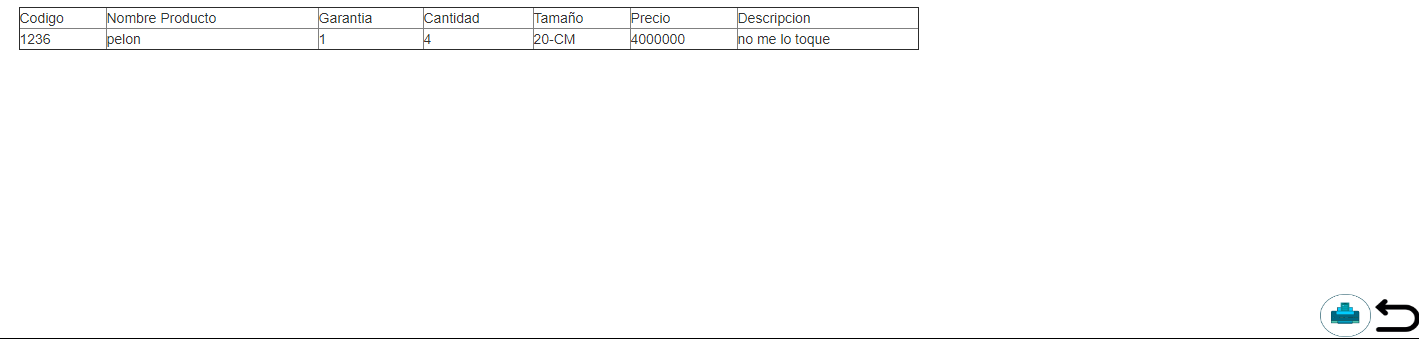 Codigo Nombre Producto Garantia Cantidad Tamaño Precio Descripcion
1236 pelon 1 4 20-CM 4000000 no me lo toque